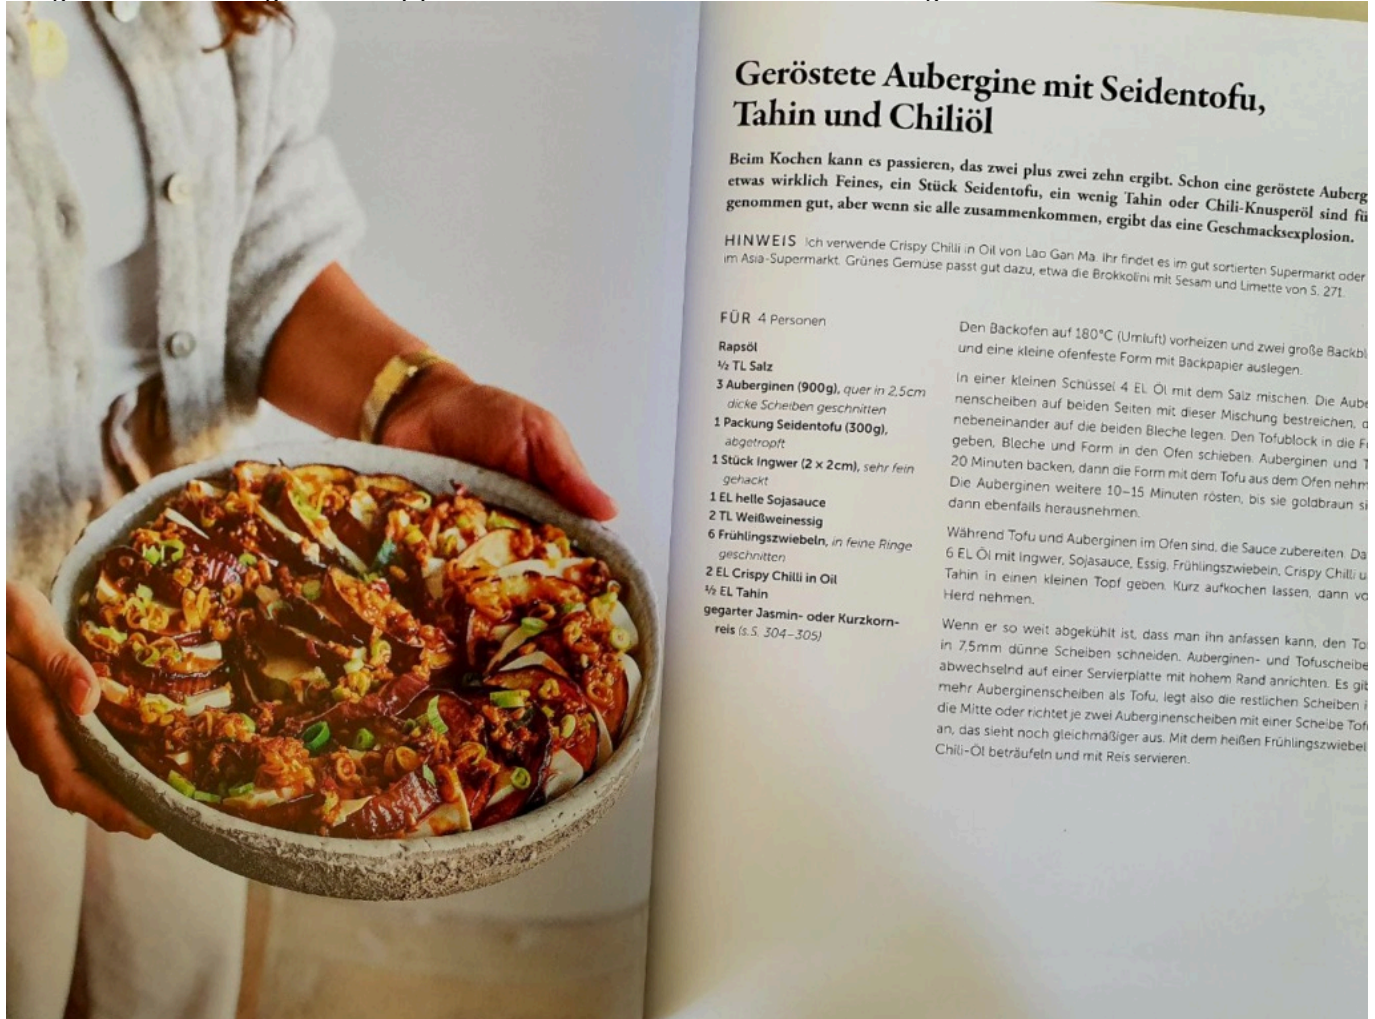 Geröstete Aubergine mit Seidentofu,
Tahin und Chiliöl
Beim Kochen kann es passieren, das zwei plus zwei zehn ergibt. Schon eine geröstete Auberg
etwas wirklich Feines, ein Stück Seidentofu, ein wenig Tahin oder Chili-Knusperöl sind fü
genommen gut, aber wenn sie alle zusammenkommen, ergibt das eine Geschmacksexplosion.
HINWEIS Ich verwende Crispy Chilli in Oil von Lao Gan Ma. Ihr findet es im gut sortierten Supermarkt oder
im Asia-Supermarkt. Grünes Gemüse passt gut dazu, etwa die Brokkolini mit Sesam und Limette von S. 271.
FÜR 4 Personen
Rapsöl
½ TL Salz
3 Auberginen (900g), quer in 2,5cm
dicke Scheiben geschnitten
1 Packung Seidentofu (300g),
abgetropft
1 Stück Ingwer (2 x 2cm), sehr fein
gehackt
1 EL helle Sojasauce
2 TL Weißweinessig
6 Frühlingszwiebeln, in feine Ringe
geschnitten
2 EL Crispy Chilli in Oil
½ EL Tahin
gegarter Jasmin- oder Kurzkorn-
reis (s.S. 304–305)
Den Backofen auf 180°C (Umluft) vorheizen und zwei große Backbl
und eine kleine ofenfeste Form mit Backpapier auslegen.
In einer kleinen Schüssel 4 EL Öl mit dem Salz mischen. Die Aube
nenscheiben auf beiden Seiten mit dieser Mischung bestreichen, d
nebeneinander auf die beiden Bleche legen. Den Tofublock in die F
geben, Bleche und Form in den Ofen schieben. Auberginen und T
20 Minuten backen, dann die Form mit dem Tofu aus dem Ofen nehm
Die Auberginen weitere 10–15 Minuten rösten, bis sie goldbraun si
dann ebenfalls herausnehmen.
Während Tofu und Auberginen im Ofen sind, die Sauce zubereiten. Da
6 EL Öl mit Ingwer, Sojasauce, Essig, Frühlingszwiebeln, Crispy Chilli u
Tahin in einen kleinen Topf geben. Kurz aufkochen lassen, dann vo
Herd nehmen.
Wenn er so weit abgekühlt ist, dass man ihn anfassen kann, den To
in 7,5mm dünne Scheiben schneiden. Auberginen- und Tofuscheibe
abwechselnd auf einer Servierplatte mit hohem Rand anrichten. Es gib
mehr Auberginenscheiben als Tofu, legt also die restlichen Scheiben i
die Mitte oder richtet je zwei Auberginenscheiben mit einer Scheibe Tof
an, das sieht noch gleichmäßiger aus. Mit dem heißen Frühlingszwiebel
Chili-Öl beträufeln und mit Reis servieren.